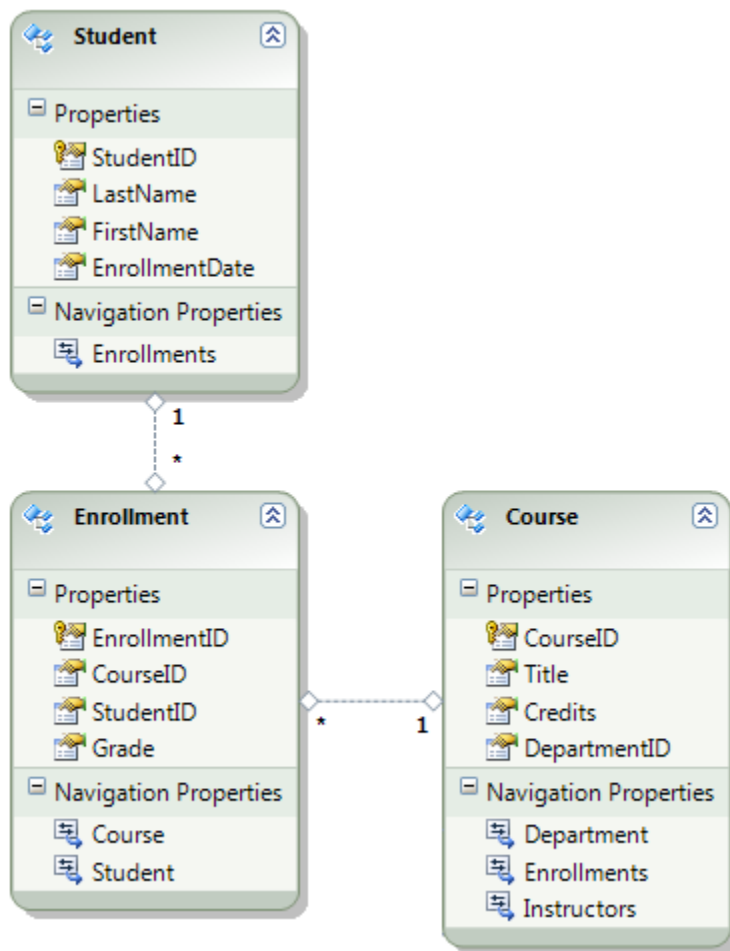 Student
Properties
StudentID
LastName
FirstName
EnrollmentDate
Navigation Properties
Enrollments
1
*
Enrollment
Properties
EnrollmentID
CourseID
StudentID
Grade
Navigation Properties
Course
Student
*
1
Course
Properties
CourseID
Title
Credits
DepartmentID
Navigation Properties
Department
Enrollments
Instructors